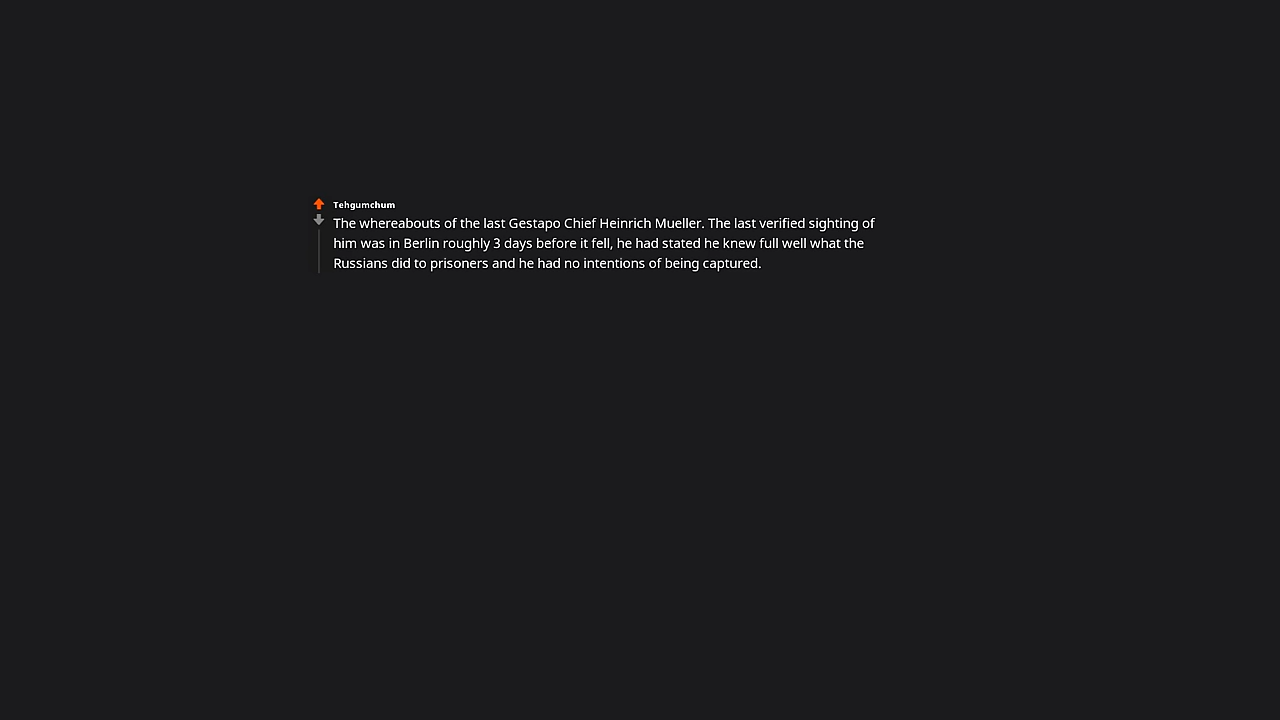 Tehgumchum
The whereabouts of the last Gestapo Chief Heinrich Mueller. The last verified sighting of
him was in Berlin roughly 3 days before it fell, he had stated he knew full well what the
Russians did to prisoners and he had no intentions of being captured.